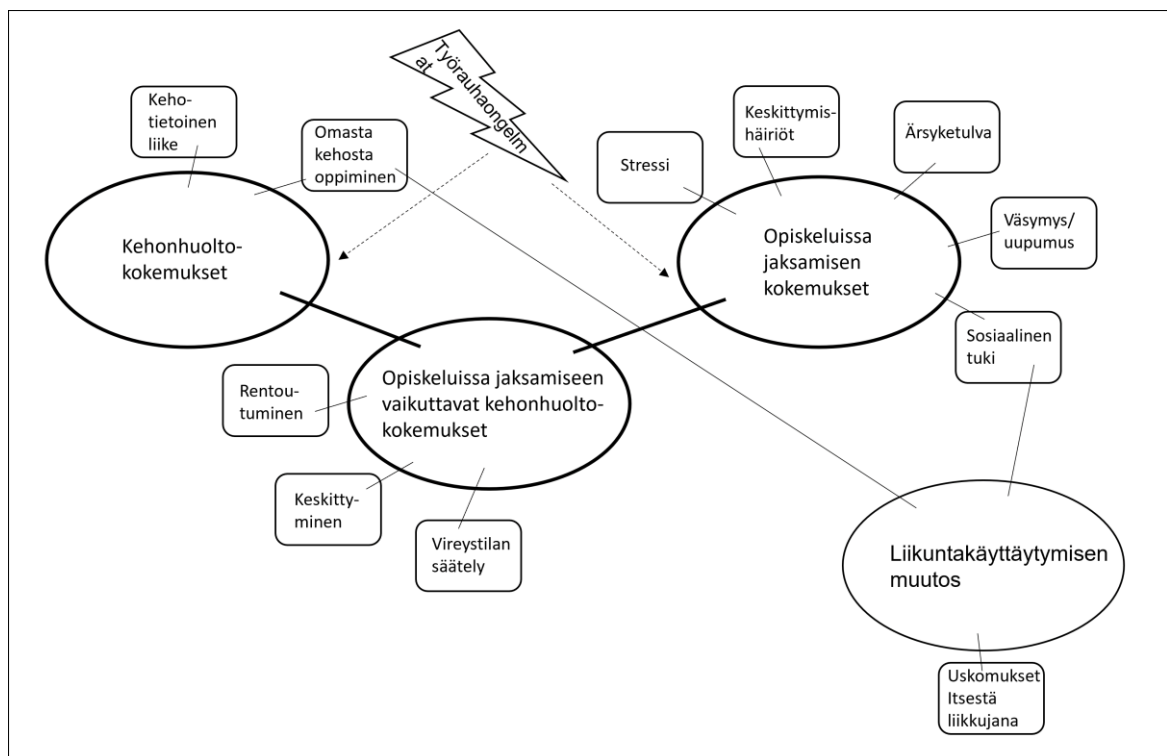 Työrauhaongelm
at
Keho-
tietoinen
liike
Omasta
kehosta
oppiminen
Stressi
Keskittymis-
häiriöt
Ärsyketulva
Väsymys/
uupumus
Sosiaalinen
tuki
Kehonhuolto-
kokemukset
Opiskeluissa
jaksamisen
kokemukset
Opiskeluissa jaksamiseen
vaikuttavat kehonhuolto-
kokemukset
Rentou-
tuminen
Keskitty-
minen
Vireystilan
säätely
Liikuntakäyttäytymisen
muutos
Uskomukset
Itsestä
liikkujana